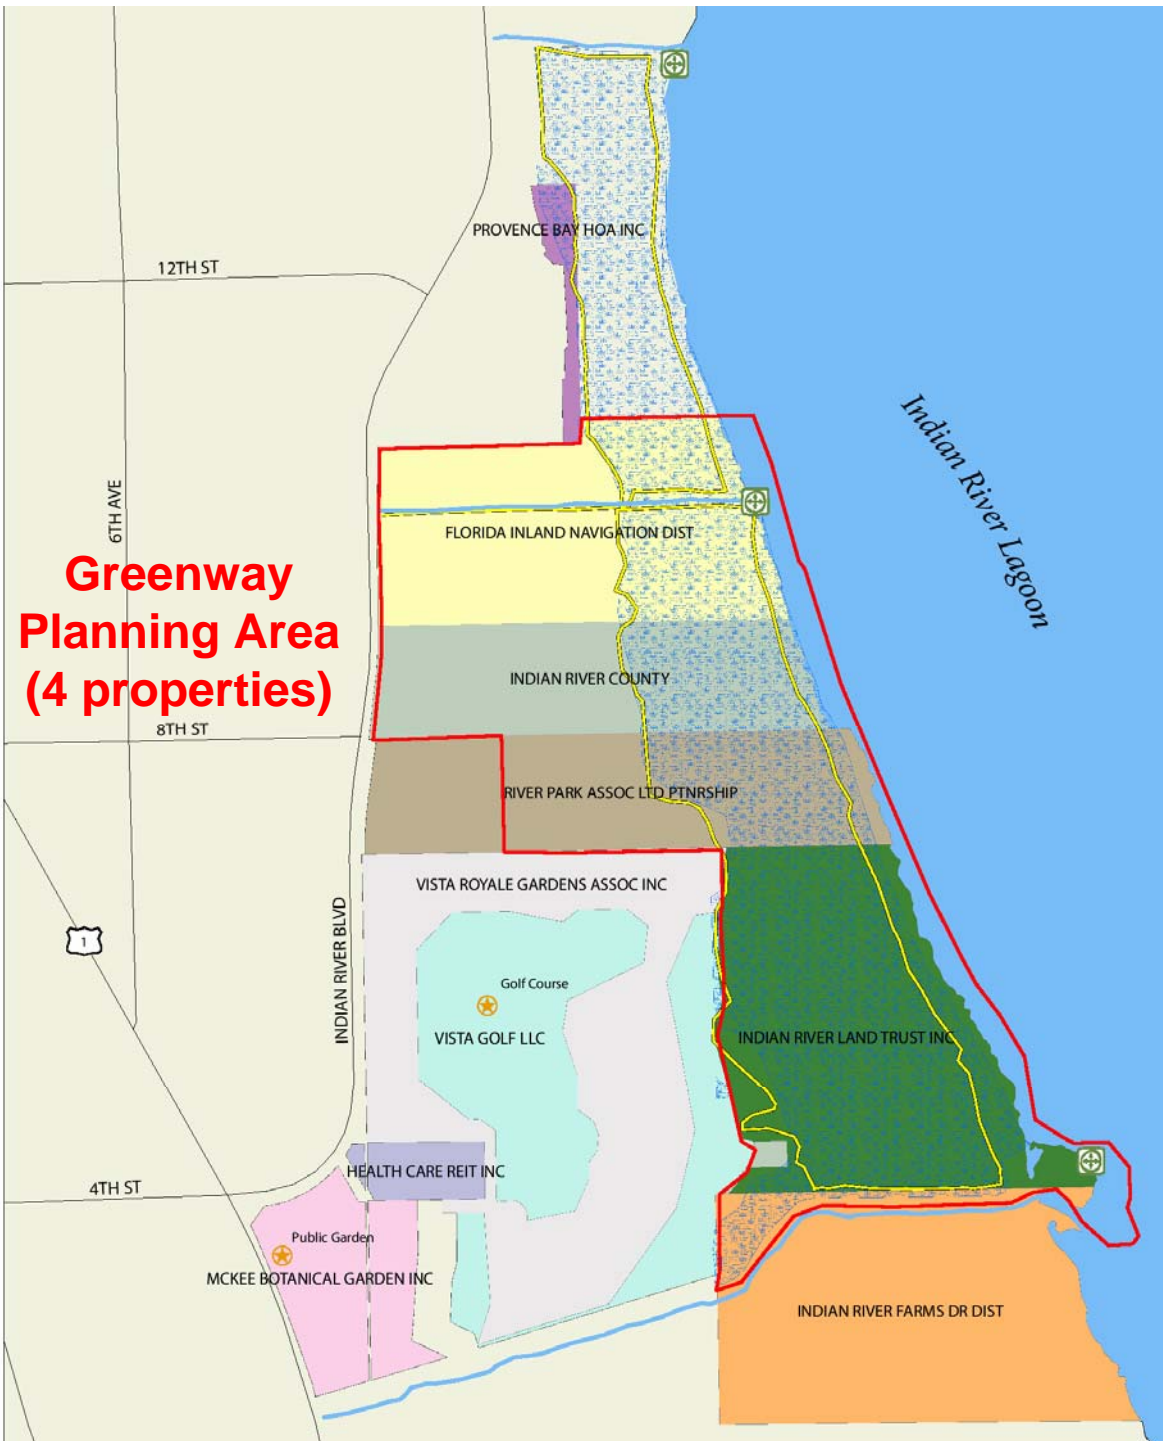 PROVENCE BAY HOA INC
12TH ST
Indian River Lagoon
6TH AVE
FLORIDA INLAND NAVIGATION DIST
Greenway
Planning Area
(4 properties)
INDIAN RIVER COUNTY
8TH ST
RIVER PARK ASSOC LTD PTNRSHIP
VISTA ROYALE GARDENS ASSOC INC
1
INDIAN RIVER BLVD
Golf Course
VISTA GOLF LLC
INDIAN RIVER LAND TRUST INC
HEALTH CARE REIT INC
4TH ST
Public Garden
MCKEE BOTANICAL GARDEN INC
INDIAN RIVER FARMS DR DIST